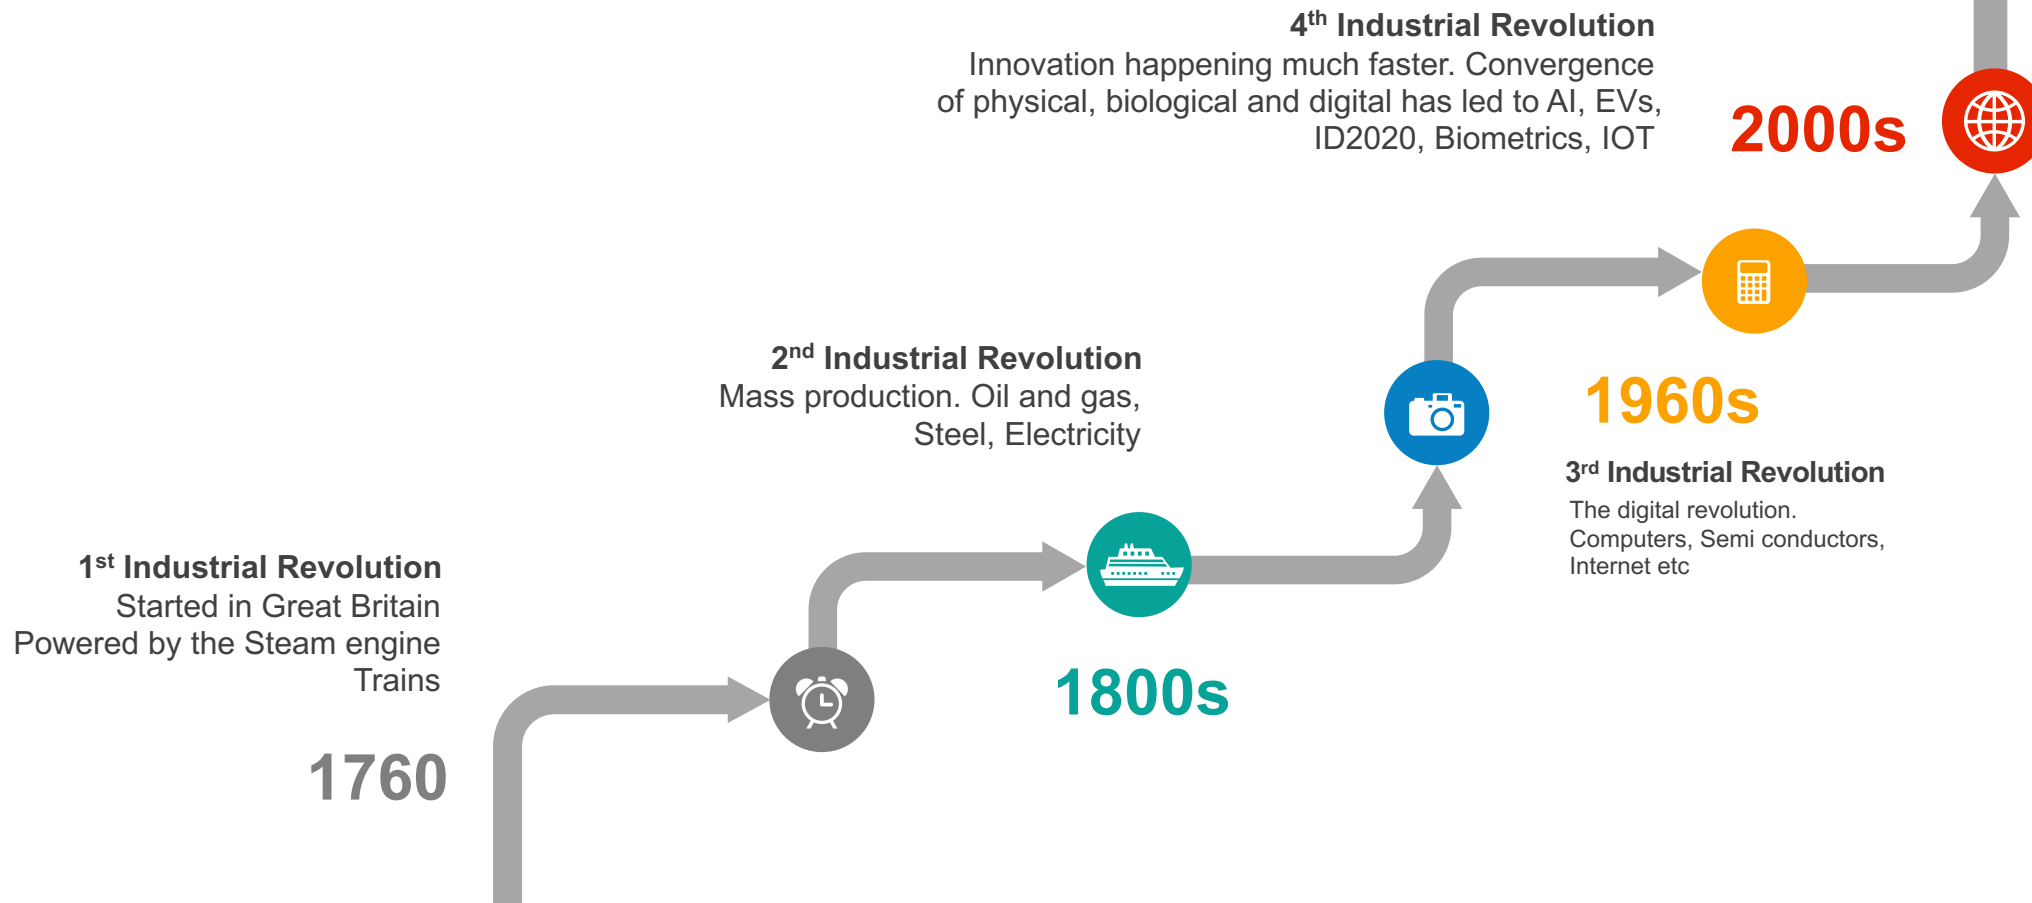 4th Industrial Revolution
Innovation happening much faster. Convergence
of physical, biological and digital has led to AI, EVs,
ID2020, Biometrics, IOT
2000s
2nd Industrial Revolution
Mass production. Oil and gas,
Steel, Electricity
1960s
3rd Industrial Revolution
The digital revolution.
Computers, Semi conductors,
Internet etc
1st Industrial Revolution
Started in Great Britain
Powered by the Steam engine
Trains
1800s
1760